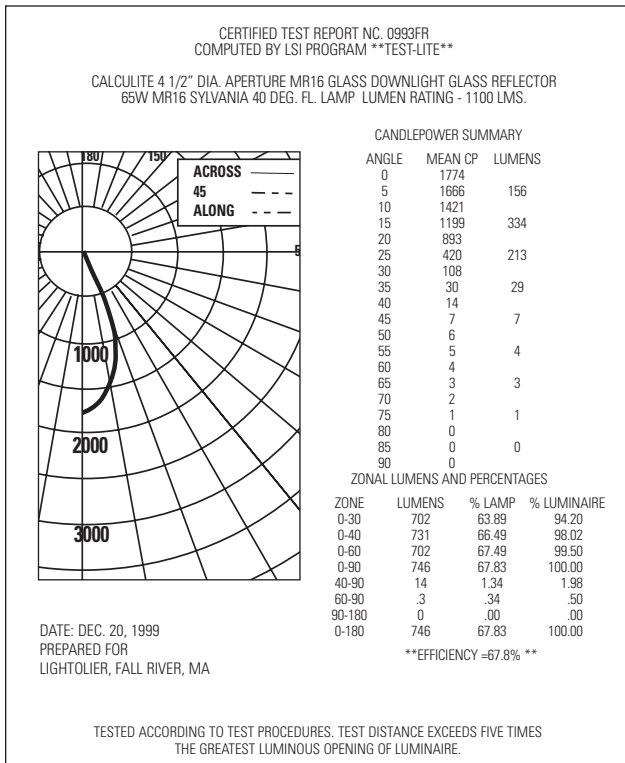 CERTIFIED TEST REPORT NC. 0993FR
COMPUTED BY LSI PROGRAM **TEST-LITE**
CALCULITE 4 1/2" DIA. APERTURE MR16 GLASS DOWNLIGHT GLASS REFLECTOR
65W MR16 SYLVANIA 40 DEG. FL. LAMP LUMEN RATING - 1100 LMS.
180 150
ACROSS
45
ALONG
1000
2000
3000
CANDLEPOWER SUMMARY
ANGLE MEAN CP LUMENS
0 1774
5 1666 156
10 1421
15 1199 334
20 893
25 420 213
30 108
35 30 29
40 14
45 7 7
50 6
55 5 4
60 4
65 3 3
70 2
75 1 1
80 0
85 0 0
90 0
ZONAL LUMENS AND PERCENTAGES
ZONE LUMENS % LAMP % LUMINAIRE
0-30 702 63.89 94.20
0-40 731 66.49 98.02
0-60 702 67.49 99.50
0-90 746 67.83 100.00
40-90 14 1.34 1.98
60-90 .3 .34 .50
90-180 0 .00 .00
0-180 746 67.83 100.00
**EFFICIENCY =67.8% **
DATE: DEC. 20, 1999
PREPARED FOR
LIGHTOLIER, FALL RIVER, MA
TESTED ACCORDING TO TEST PROCEDURES. TEST DISTANCE EXCEEDS FIVE TIMES
THE GREATEST LUMINOUS OPENING OF LUMINAIRE.